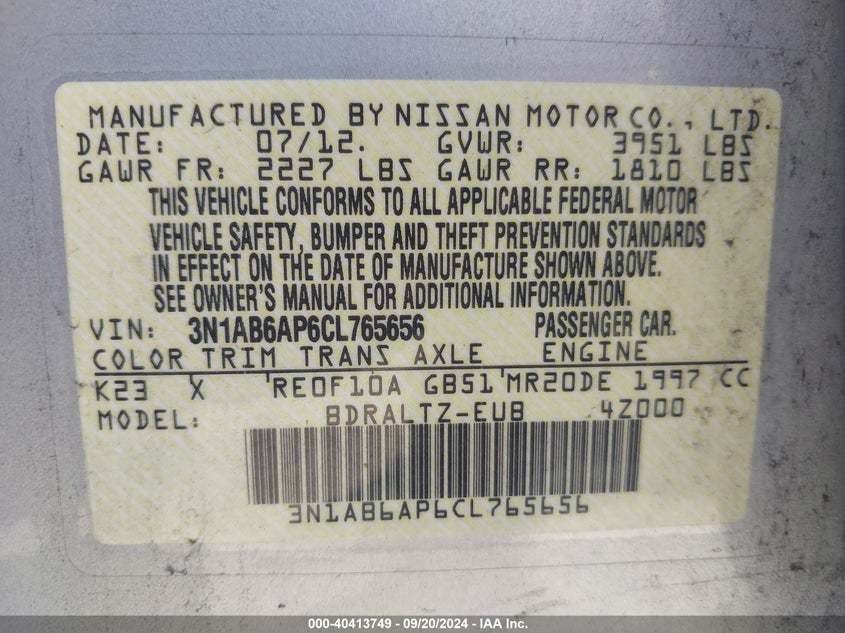 MANUFACTURED BY NISSAN MOTOR CO., LTD.
DATE: 07/12. GVWR: 3951 LBS
GAWR FR: 2227 LBS GAWR RR: 1810 LBS
THIS VEHICLE CONFORMS TO ALL APPLICABLE FEDERAL MOTOR
VEHICLE SAFETY, BUMPER AND THEFT PREVENTION STANDARDS
IN EFFECT ON THE DATE OF MANUFACTURE SHOWN ABOVE.
SEE OWNER'S MANUAL FOR ADDITIONAL INFORMATION.
VIN: 3N1AB6AP6CL765656 PASSENGER CAR.
COLOR TRIM TRANS AXLE ENGINE
K23 X RE0F10A GB51 MR20DE 1997 CC
MODEL: BDRALTZ-EUB 4Z000
3N1AB6AP6CL765656
000-40413749 - 09/20/2024 - IAA Inc.